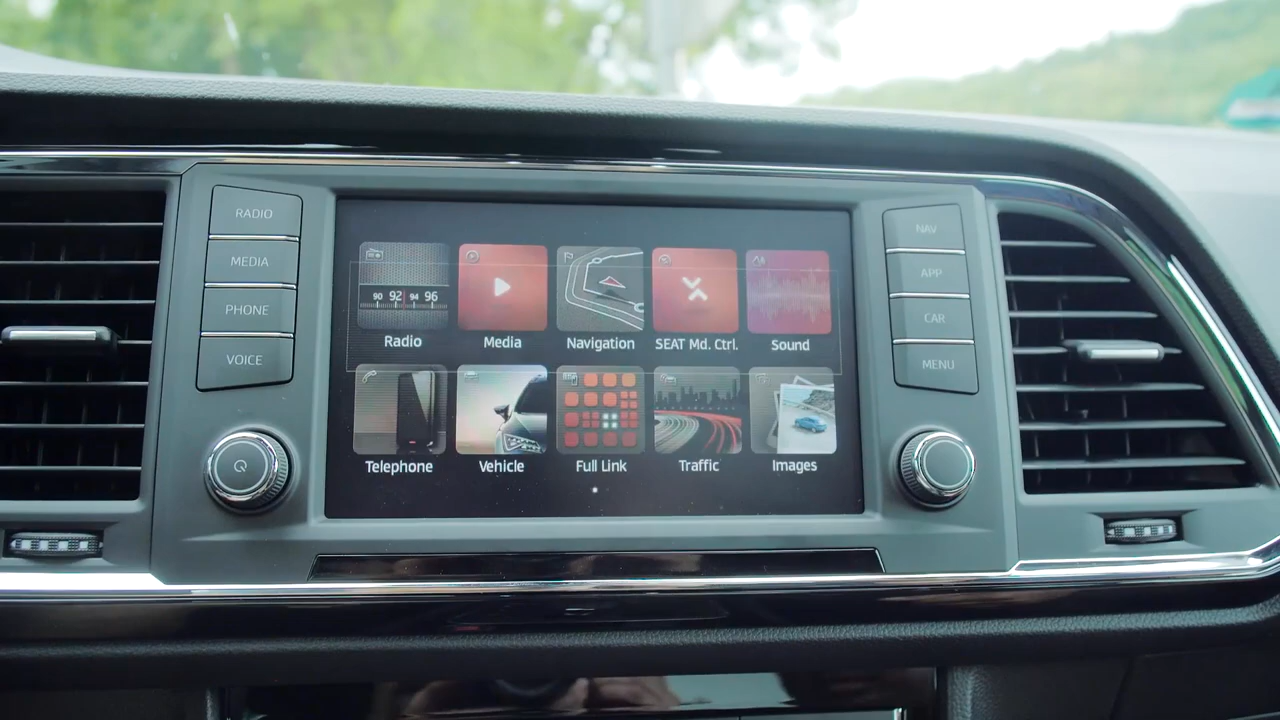 RADIO
MEDIA
PHONE
VOICE
90 92 94 96
Radio
Media
Navigation
SEAT Md. Ctrl.
Sound
Telephone
Vehicle
Full Link
Traffic
Images
NAV
APP
CAR
MENU